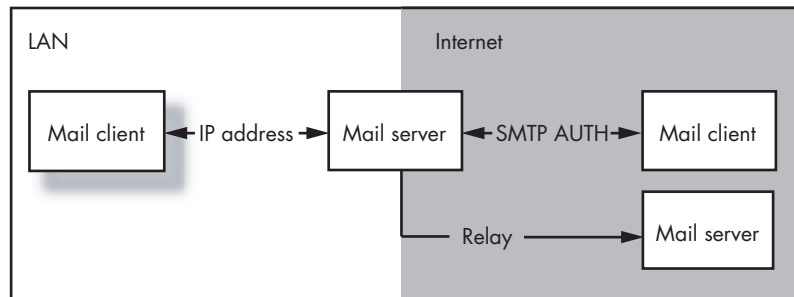 LAN
Internet
Mail client
IP address
Mail server
SMTP AUTH
Mail client
Relay
Mail server